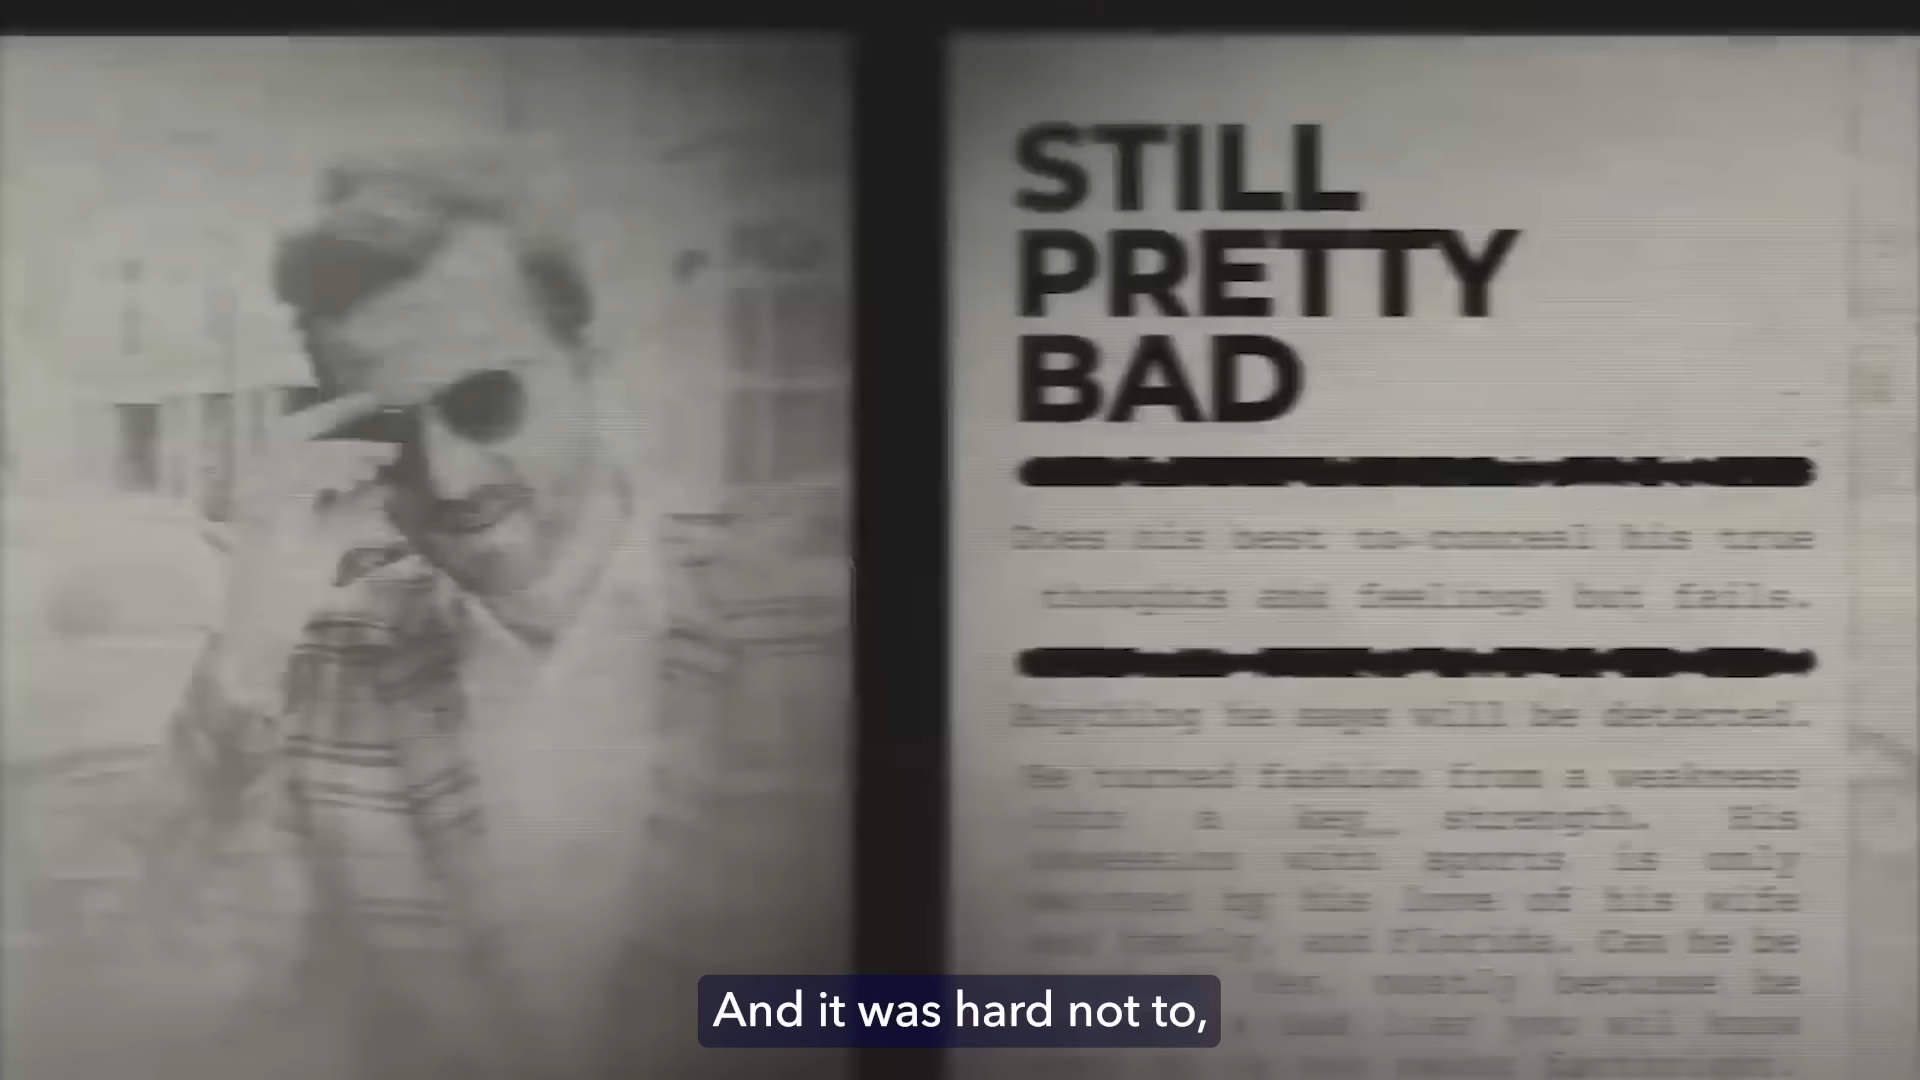 STILL
PRETTY
BAD
Does his best to conceal his true
thoughts and feelings but fails.
Anything he says will be detected.
He turned fashion from a weakness
into a key strength. His
obsession with sports is only
matched by his love of his wife
and family, and Florida. Can he be
Yes, mostly because he
you will know
And it was hard not to,